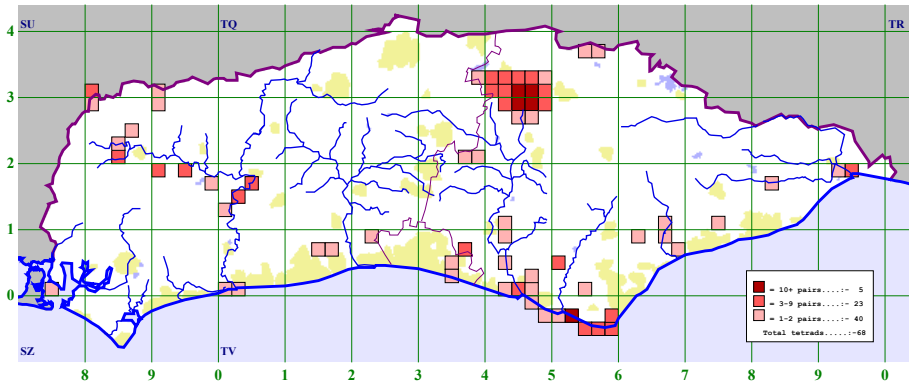 SU TQ TR
4
3
2
1
0
= 10+ pairs....:- 5
= 3-9 pairs....:- 23
= 1-2 pairs....:- 40
Total tetrads.....:-68
SZ TV
8 9 0 1 2 3 4 5 6 7 8 9 0